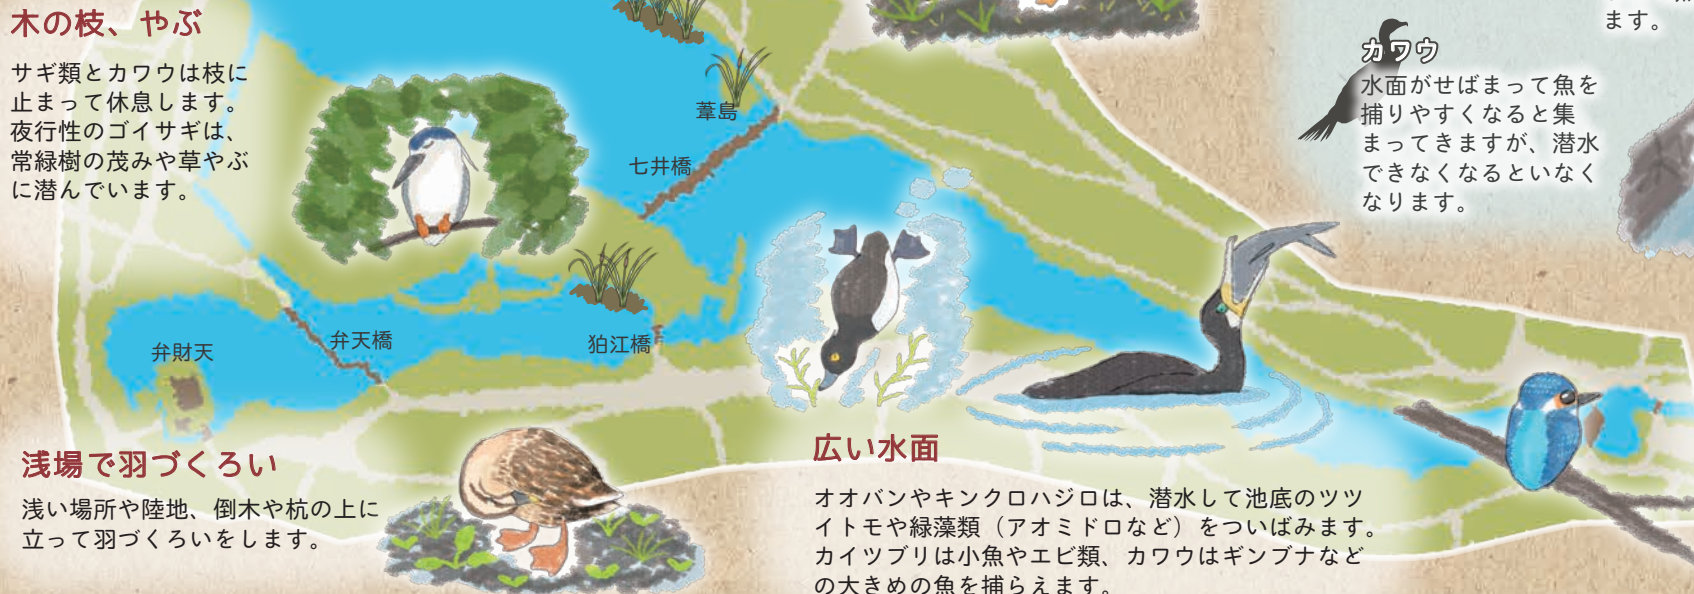 木の枝、やぶ
サギ類とカワウは枝に
止まって休息します。
夜行性のゴイサギは、
常緑樹の茂みや草やぶ
に潜んでいます。
葦島
七井橋
弁財天
弁天橋
狛江橋
ます。
カワウ
水面がせばまって魚を
捕りやすくなると集
まってきますが、潜水
できなくなるといなく
なります。
浅場で羽づくろい
浅い場所や陸地、倒木や杭の上に
立って羽づくろいをします。
広い水面
オオバンやキンクロハジロは、潜水して池底のツツ
イトモや緑藻類（アオミドロなど）をついばみます。
カイツブリは小魚やエビ類、カワウはギンブナなど
の大きめの魚を捕らえます。